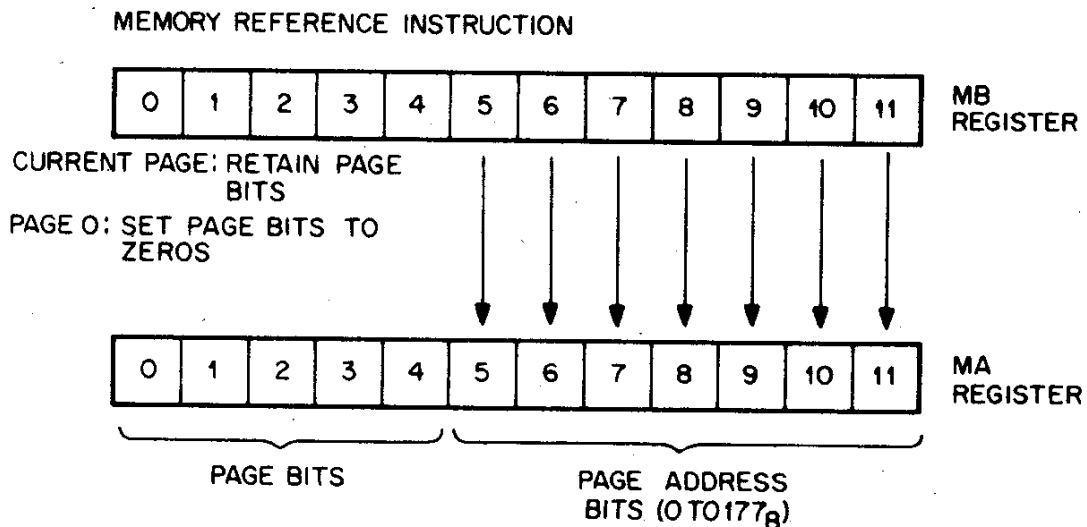 MEMORY REFERENCE INSTRUCTION
0 1 2 3 4 5 6 7 8 9 10 11
MB
REGISTER
CURRENT PAGE: RETAIN PAGE
BITS
PAGE 0: SET PAGE BITS TO
ZEROS
0 1 2 3 4 5 6 7 8 9 10 11
MA
REGISTER
PAGE BITS
PAGE ADDRESS
BITS (0 TO 177₈)